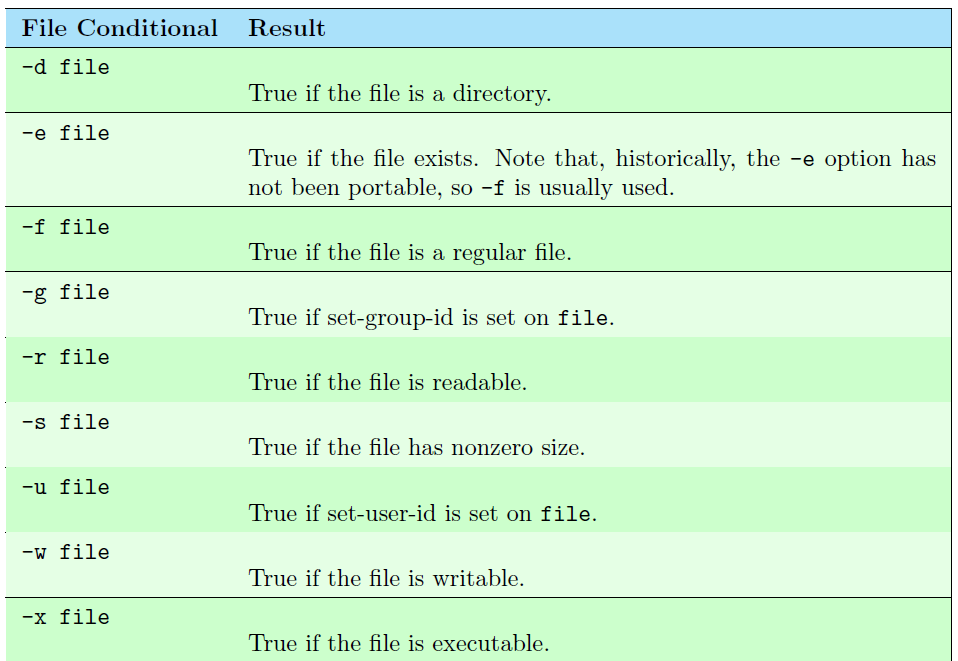 File Conditional Result
-d file
True if the file is a directory.
-e file
True if the file exists. Note that, historically, the -e option has
not been portable, so -f is usually used.
-f file
True if the file is a regular file.
-g file
True if set-group-id is set on file.
-r file
True if the file is readable.
-s file
True if the file has nonzero size.
-u file
True if set-user-id is set on file.
-w file
True if the file is writable.
-x file
True if the file is executable.